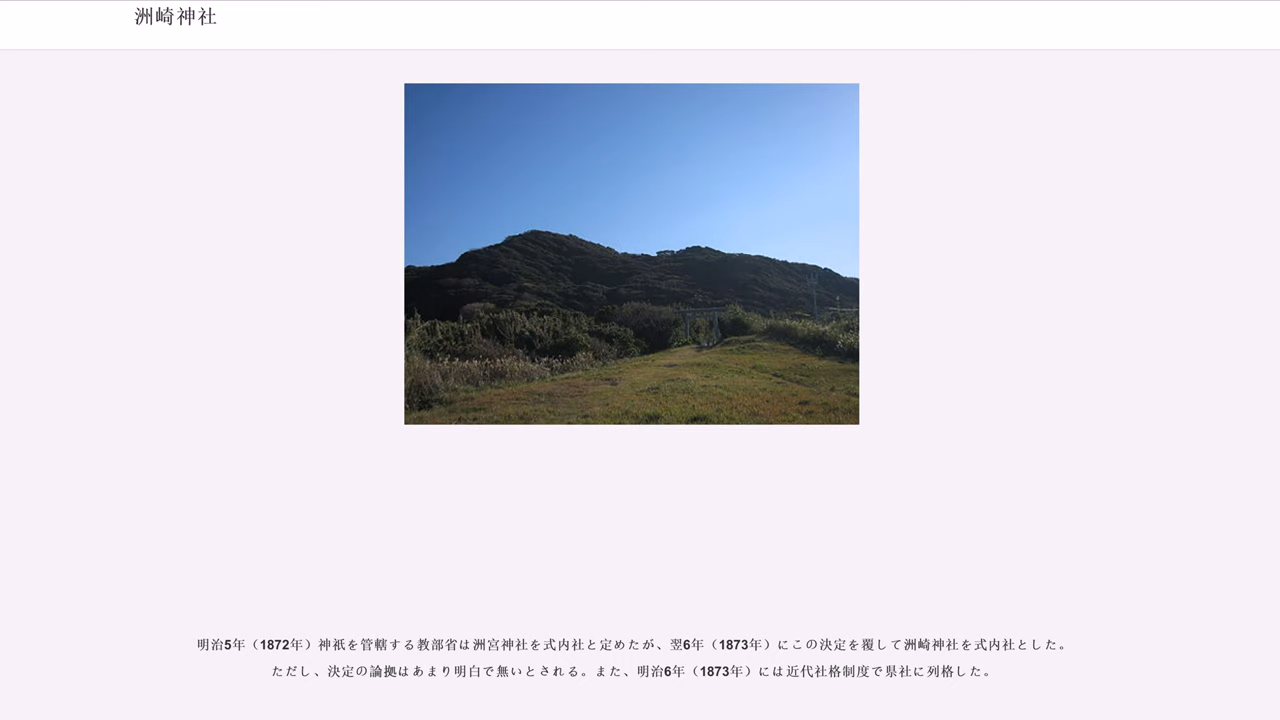 洲崎神社
明治5年（1872年）神祇を管轄する教部省は洲宮神社を式内社と定めたが、翌6年（1873年）にこの決定を覆して洲崎神社を式内社とした。
ただし、決定の論拠はあまり明白で無いとされる。また、明治6年（1873年）には近代社格制度で県社に列格した。